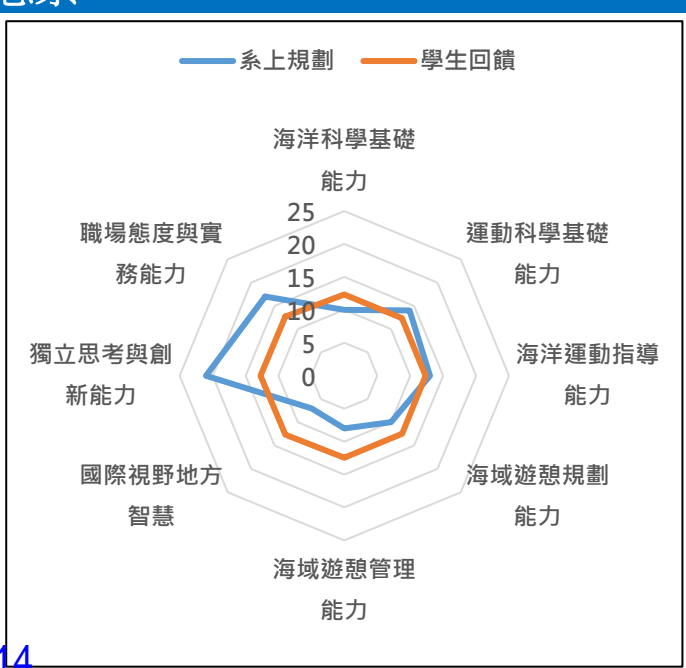 系上規劃 學生回饋
海洋科學基礎
能力
運動科學基礎
能力
海洋運動指導
能力
海域遊憩規劃
能力
海域遊憩管理
能力
國際視野地方
智慧
獨立思考與創
新能力
職場態度與實
務能力
25
20
15
10
5
0
14